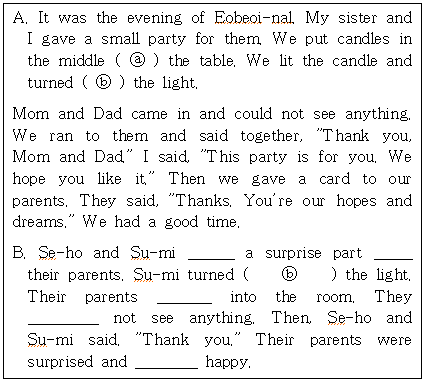 A. It was the evening of Eobeoi-nal. My sister and
I gave a small party for them. We put candles in
the middle ( ⓐ ) the table. We lit the candle and
turned ( ⓑ ) the light.
Mom and Dad came in and could not see anything.
We ran to them and said together, "Thank you,
Mom and Dad." I said, "This party is for you. We
hope you like it." Then we gave a card to our
parents. They said, "Thanks. You're our hopes and
dreams." We had a good time.
B. Se-ho and Su-mi _____ a surprise part ____
their parents. Su-mi turned ( ⓑ ) the light.
Their parents ______ into the room. They
________ not see anything. Then, Se-ho and
Su-mi said, "Thank you." Their parents were
surprised and _______ happy.